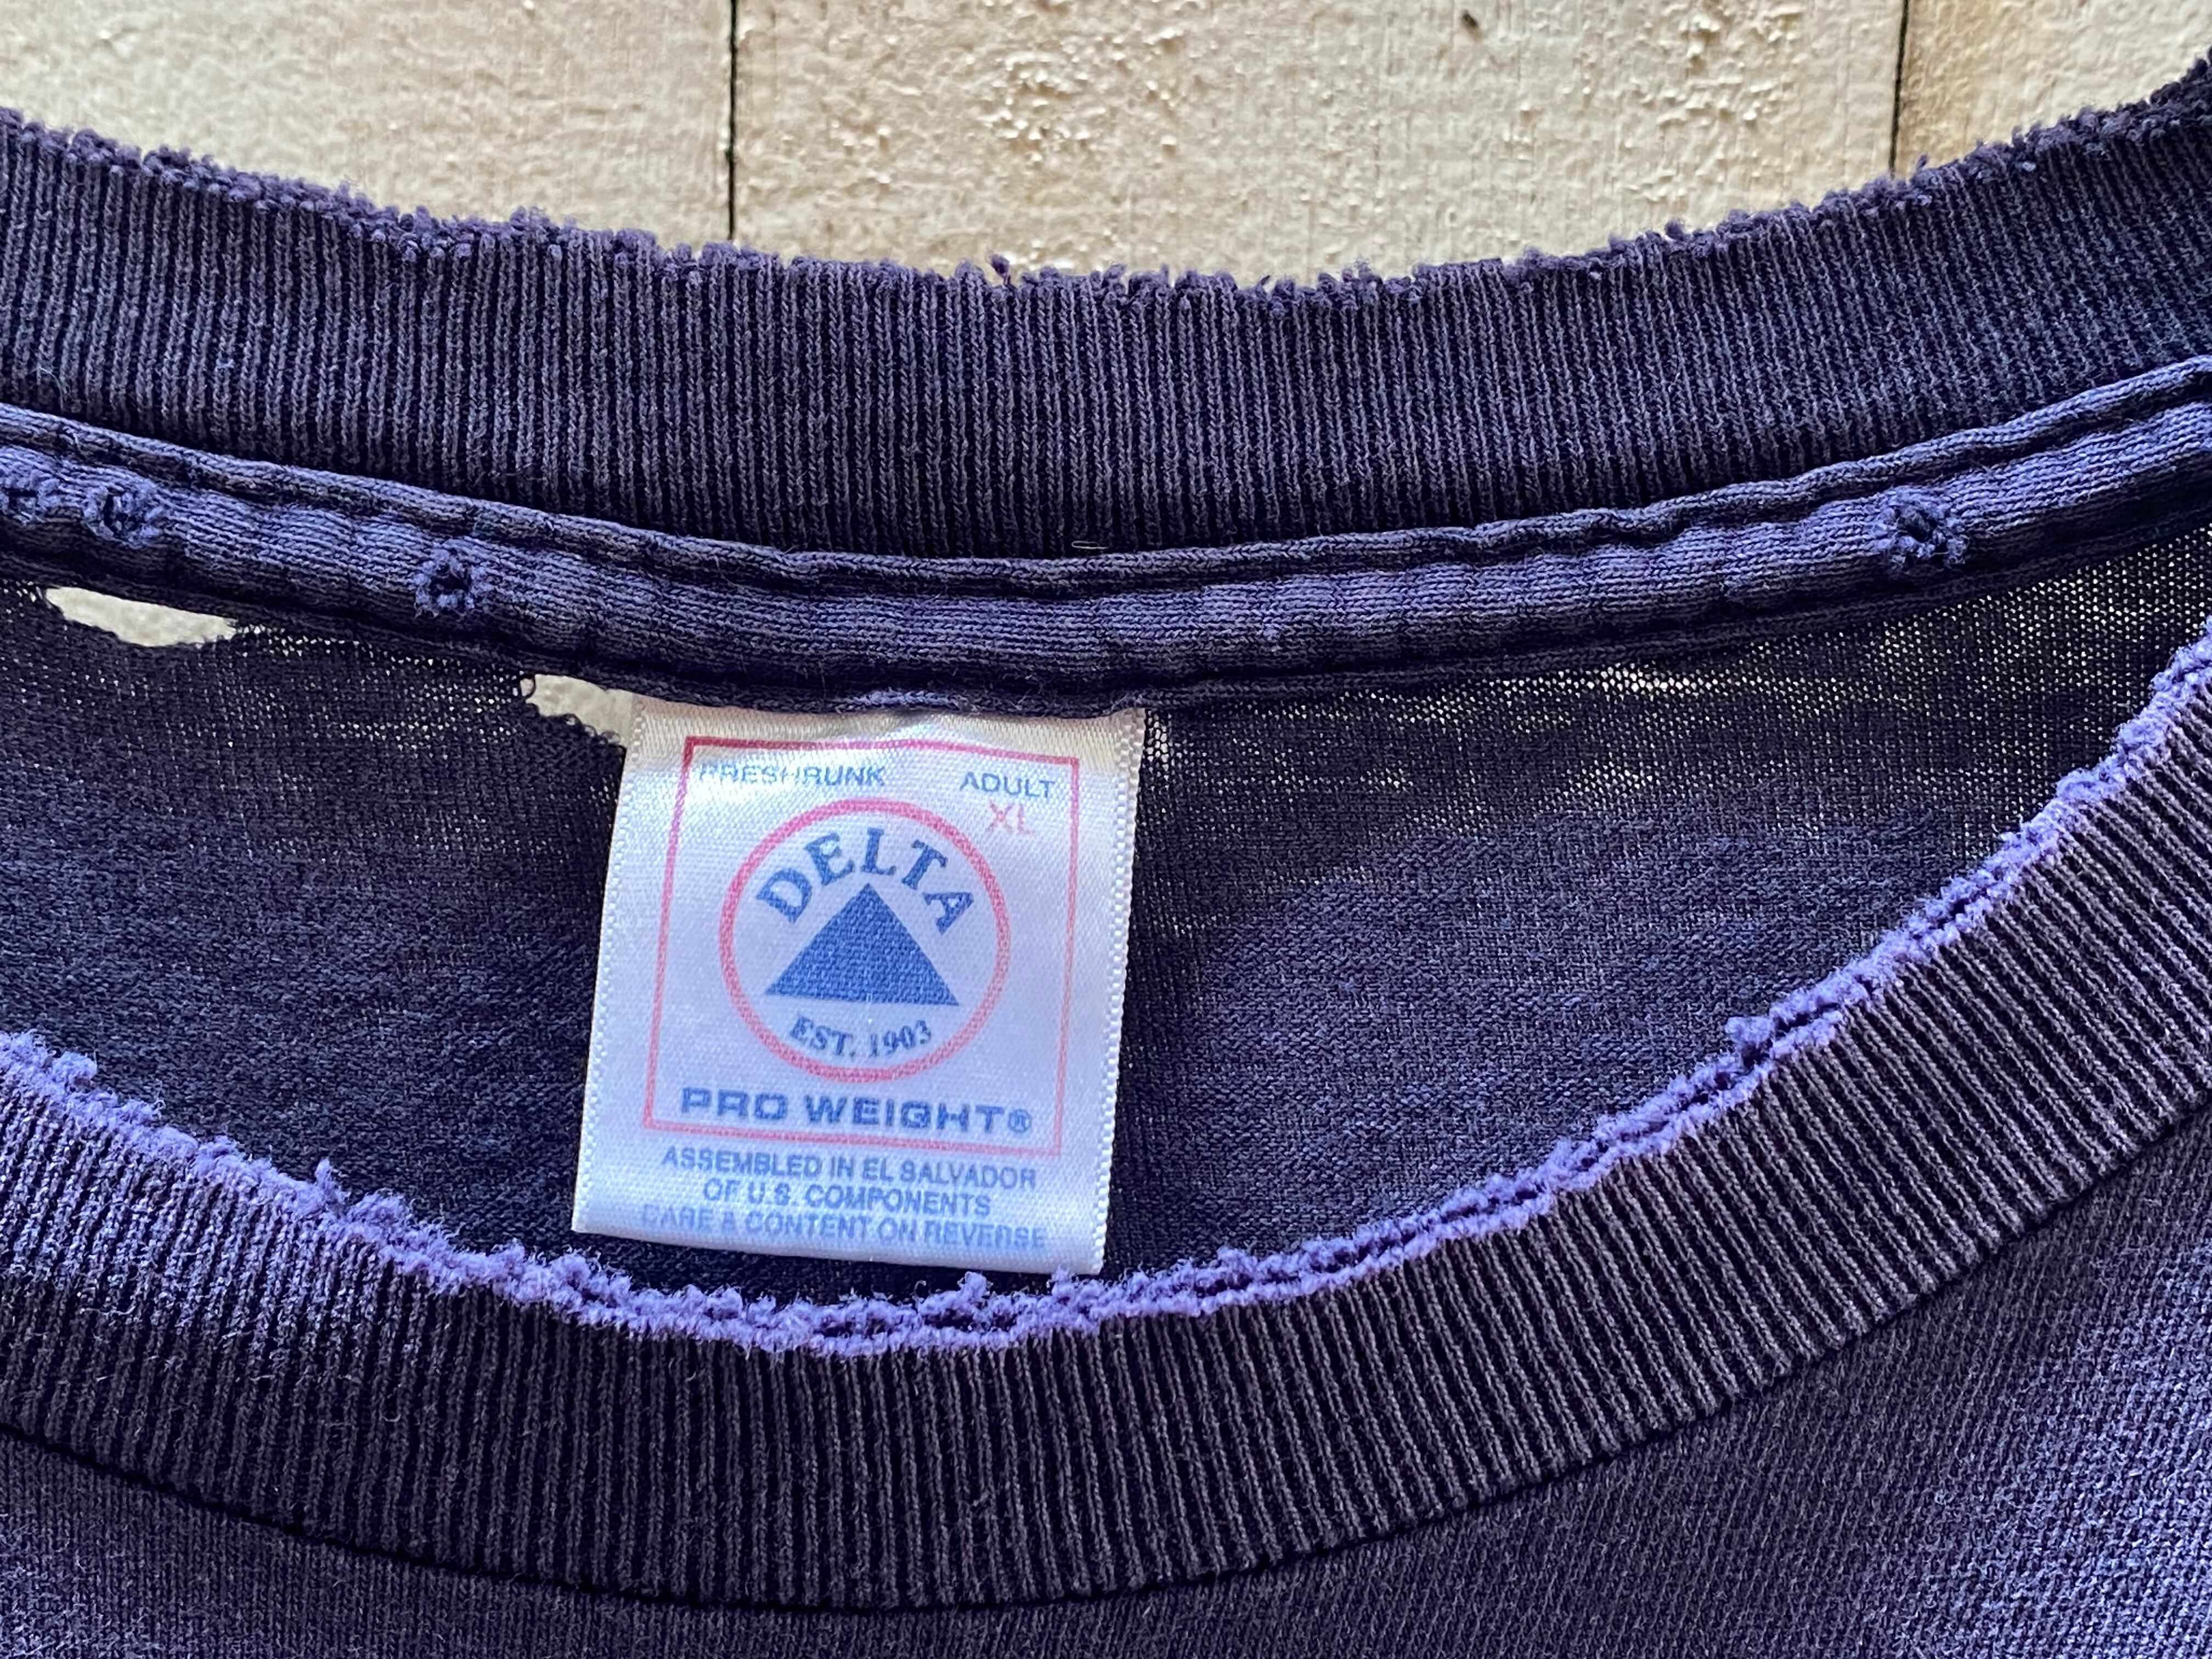 PRESHRUNK ADULT
XL
DELTA
EST. 1903
PRO WEIGHT®
ASSEMBLED IN EL SALVADOR
OF U.S. COMPONENTS
CARE & CONTENT ON REVERSE